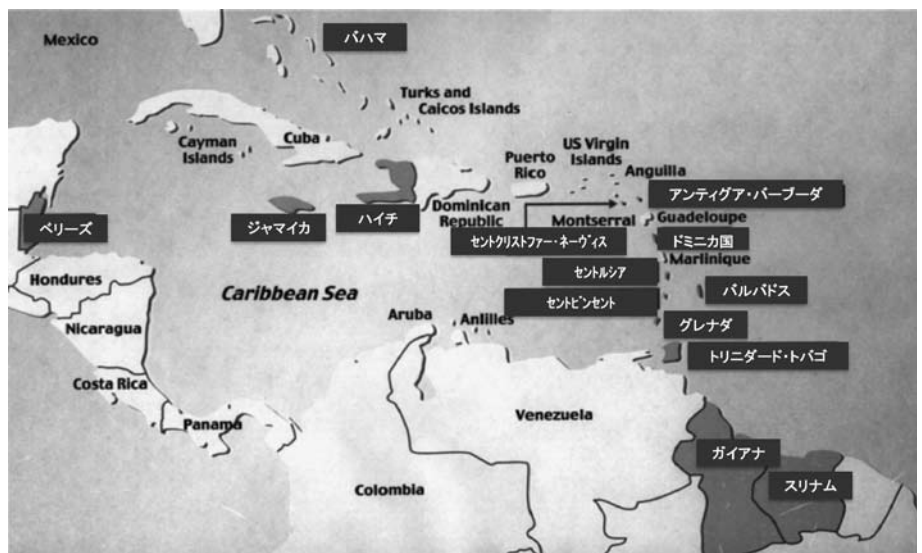 Mexico
バハマ
Turks and
Caicos Islands
Cayman
Islands
Cuba
US Virgin
Islands
Puerto
Rico
Anguilla
アンティグア・バーブーダ
Dominican
Republic
Montserral
Guadeloupe
ベリーズ
ジャマイカ
ハイチ
セントクリストファー・ネーヴィス
ドミニカ国
Martinique
セントルシア
Hondures
Caribbean Sea
セントビンセント
バルバドス
Nicaragua
Aruba
Anlilles
グレナダ
トリニダード・トバゴ
Costa Rica
Panama
Venezuela
ガイアナ
Colombia
スリナム